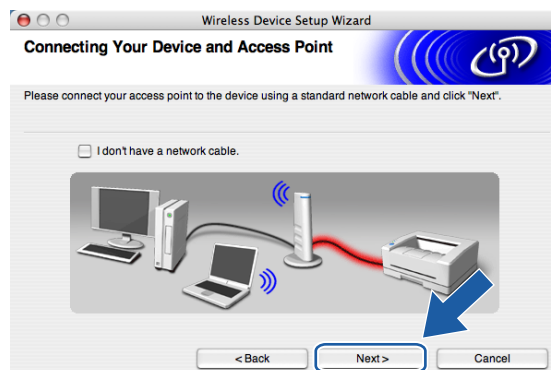 Wireless Device Setup Wizard
Connecting Your Device and Access Point
Please connect your access point to the device using a standard network cable and click "Next".
I don't have a network cable.
< Back Next > Cancel